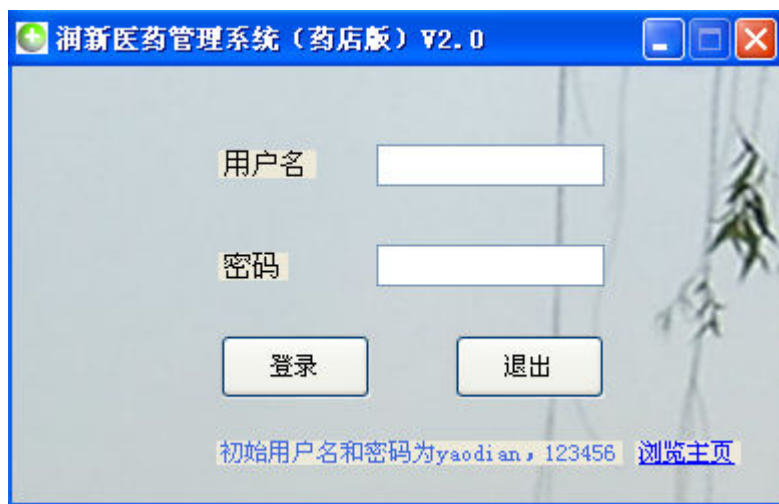 润新医药管理系统（药店版）V2.0
用户名
密码
登录 退出
初始用户名和密码为yaodian，123456 浏览主页